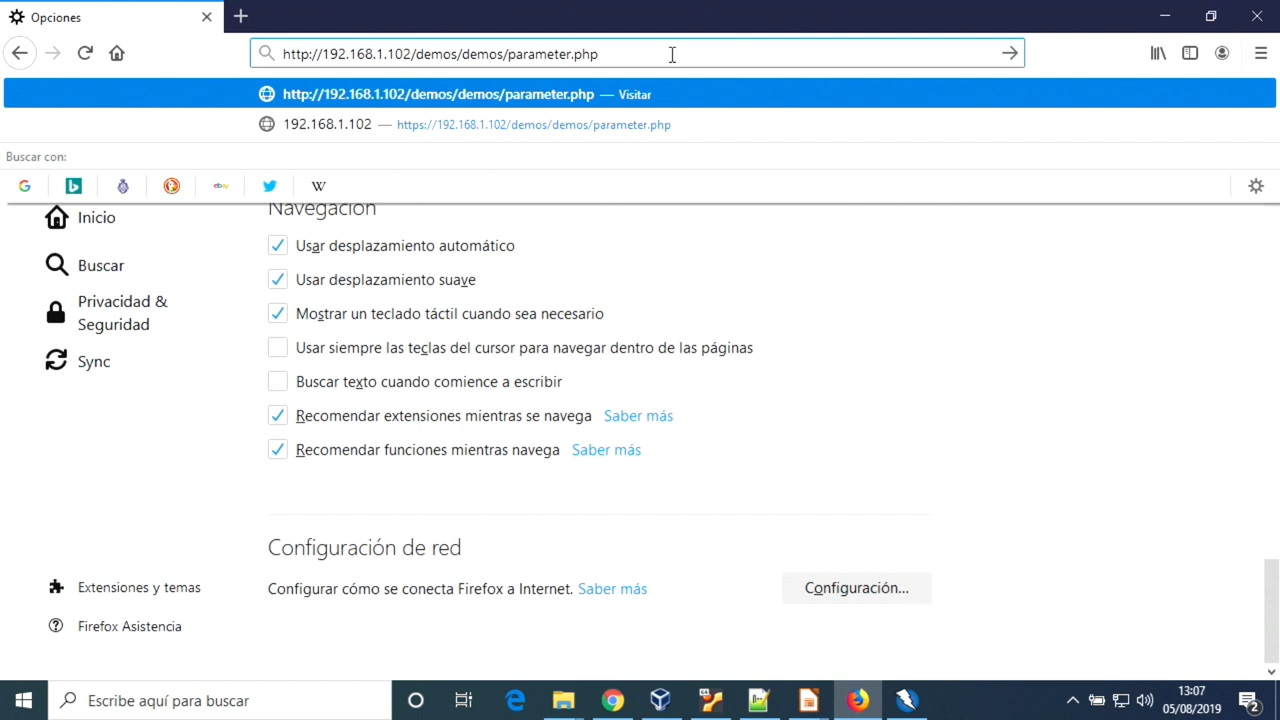 Opciones
http://192.168.1.102/demos/demos/parameter.php
http://192.168.1.102/demos/demos/parameter.php — Visitar
192.168.1.102 — https://192.168.1.102/demos/demos/parameter.php
Buscar con:
ebay
W
Navegación
Inicio
Usar desplazamiento automático
Buscar
Usar desplazamiento suave
Privacidad &
Seguridad
Mostrar un teclado táctil cuando sea necesario
Usar siempre las teclas del cursor para navegar dentro de las páginas
Sync
Buscar texto cuando comience a escribir
Recomendar extensiones mientras se navega Saber más
Recomendar funciones mientras navega Saber más
Configuración de red
Extensiones y temas
Configurar cómo se conecta Firefox a Internet. Saber más
Configuración...
Firefox Asistencia
Escribe aquí para buscar
13:07
05/08/2019
2